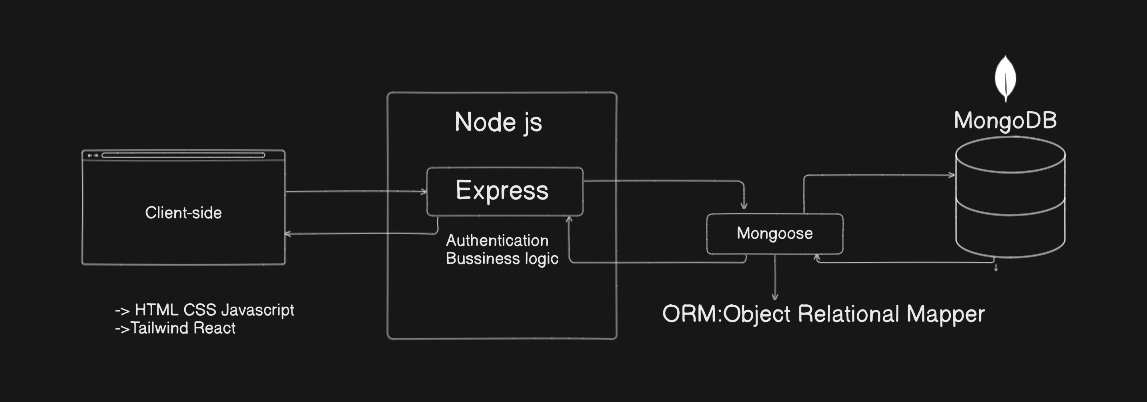 Node js
MongoDB
Express
Client-side
Mongoose
Authentication
Bussiness logic
-> HTML CSS Javascript
->Tailwind React
ORM:Object Relational Mapper